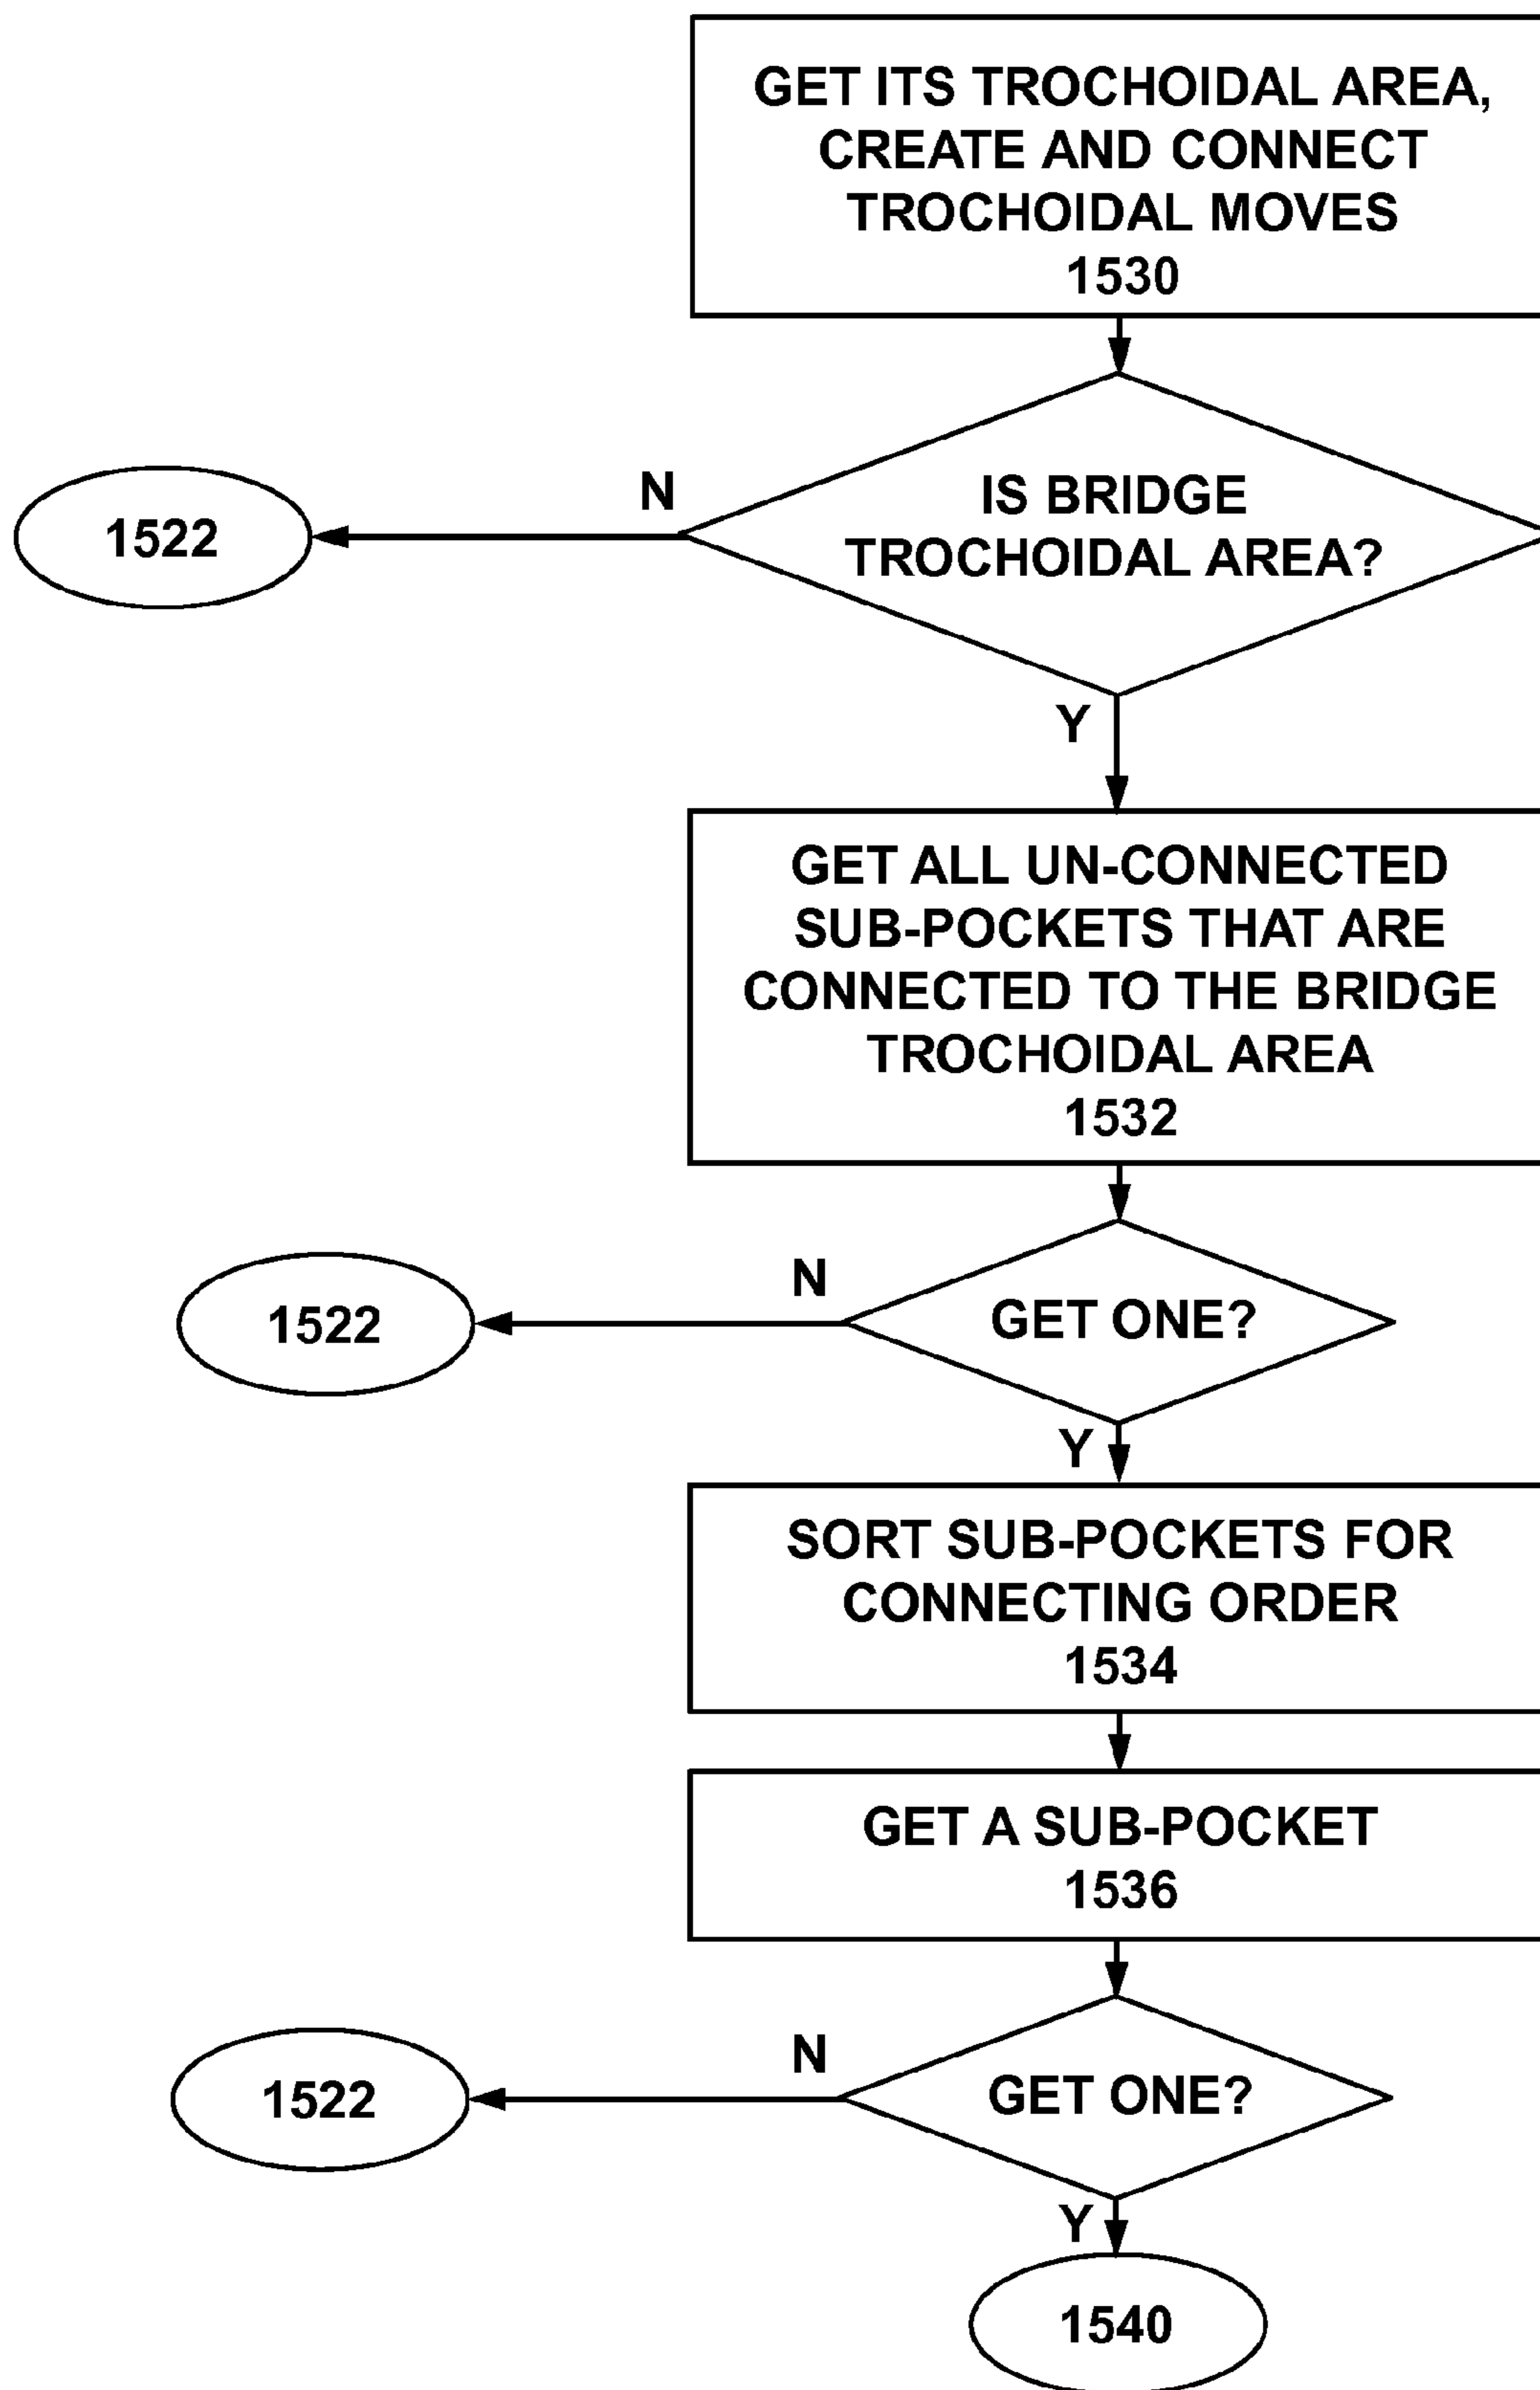 GET ITS TROCHOIDAL AREA,
CREATE AND CONNECT
TROCHOIDAL MOVES
1530
N
IS BRIDGE
TROCHOIDAL AREA?
1522
Y
GET ALL UN-CONNECTED
SUB-POCKETS THAT ARE
CONNECTED TO THE BRIDGE
TROCHOIDAL AREA
1532
N
GET ONE?
1522
Y
SORT SUB-POCKETS FOR
CONNECTING ORDER
1534
GET A SUB-POCKET
1536
N
GET ONE?
1522
Y
1540